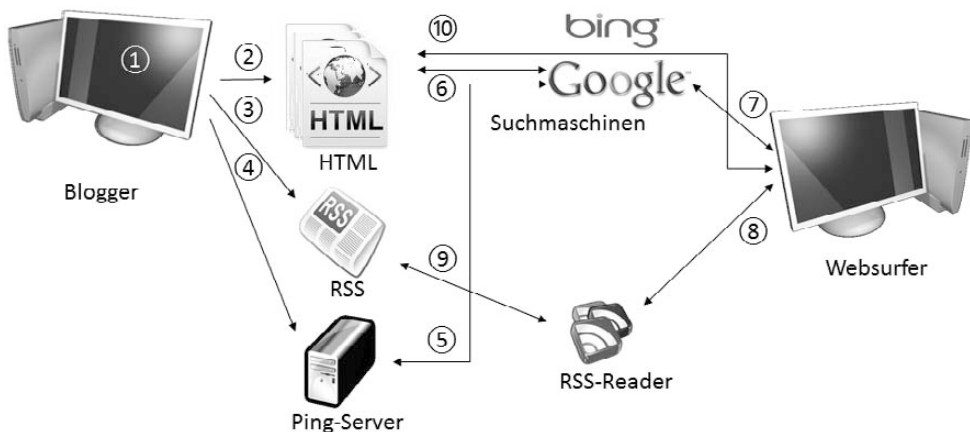 ①
②
③
④
Blogger
HTML
HTML
RSS
RSS
Ping-Server
⑩
⑥
⑨
⑤
bing
Google
Suchmaschinen
⑦
⑧
Websurfer
RSS-Reader